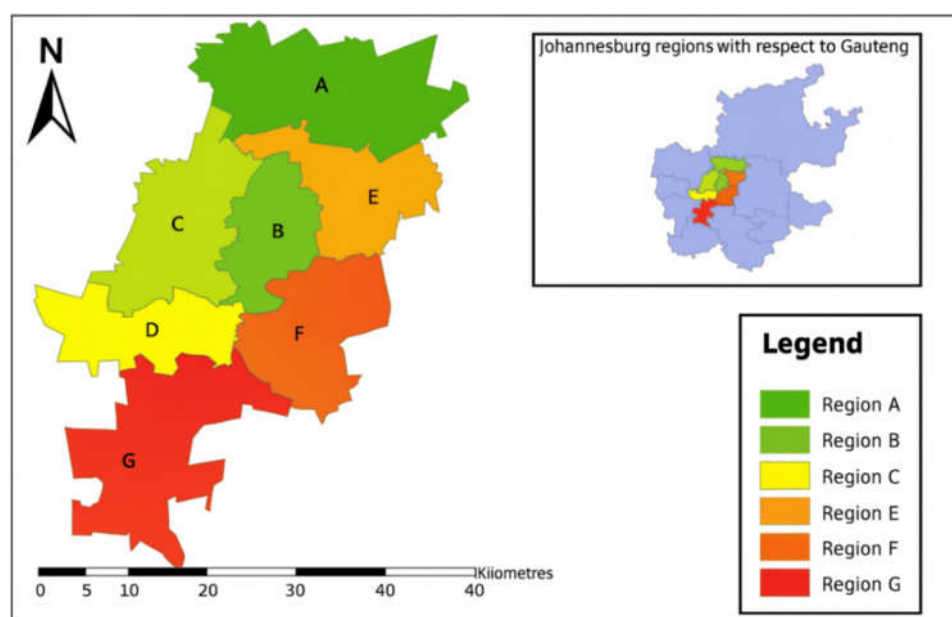 N
Johannesburg regions with respect to Gauteng
A
E
C
B
D
F
G
Legend
Region A
Region B
Region C
Region E
Region F
Region G
Kiiometres
0 5 10 20 30 40 40